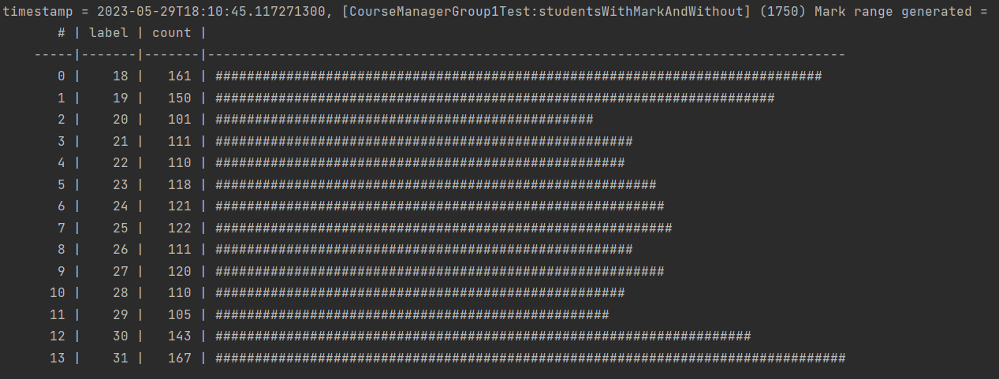 timestamp = 2023-05-29T18:10:45.117271300, [CourseManagerGroup1Test:studentsWithMarkAndWithout] (1750) Mark range generated =
       # | label | count |
    -----|-------|-------|---------------------------------------------------------------------------------
       0 |    18 |   161 | #############################################################################
       1 |    19 |   150 | #######################################################################
       2 |    20 |   101 | ################################################
       3 |    21 |   111 | #####################################################
       4 |    22 |   110 | ####################################################
       5 |    23 |   118 | ########################################################
       6 |    24 |   121 | #########################################################
       7 |    25 |   122 | ##########################################################
       8 |    26 |   111 | #####################################################
       9 |    27 |   120 | #########################################################
      10 |    28 |   110 | ####################################################
      11 |    29 |   105 | ##################################################
      12 |    30 |   143 | ####################################################################
      13 |    31 |   167 | ################################################################################